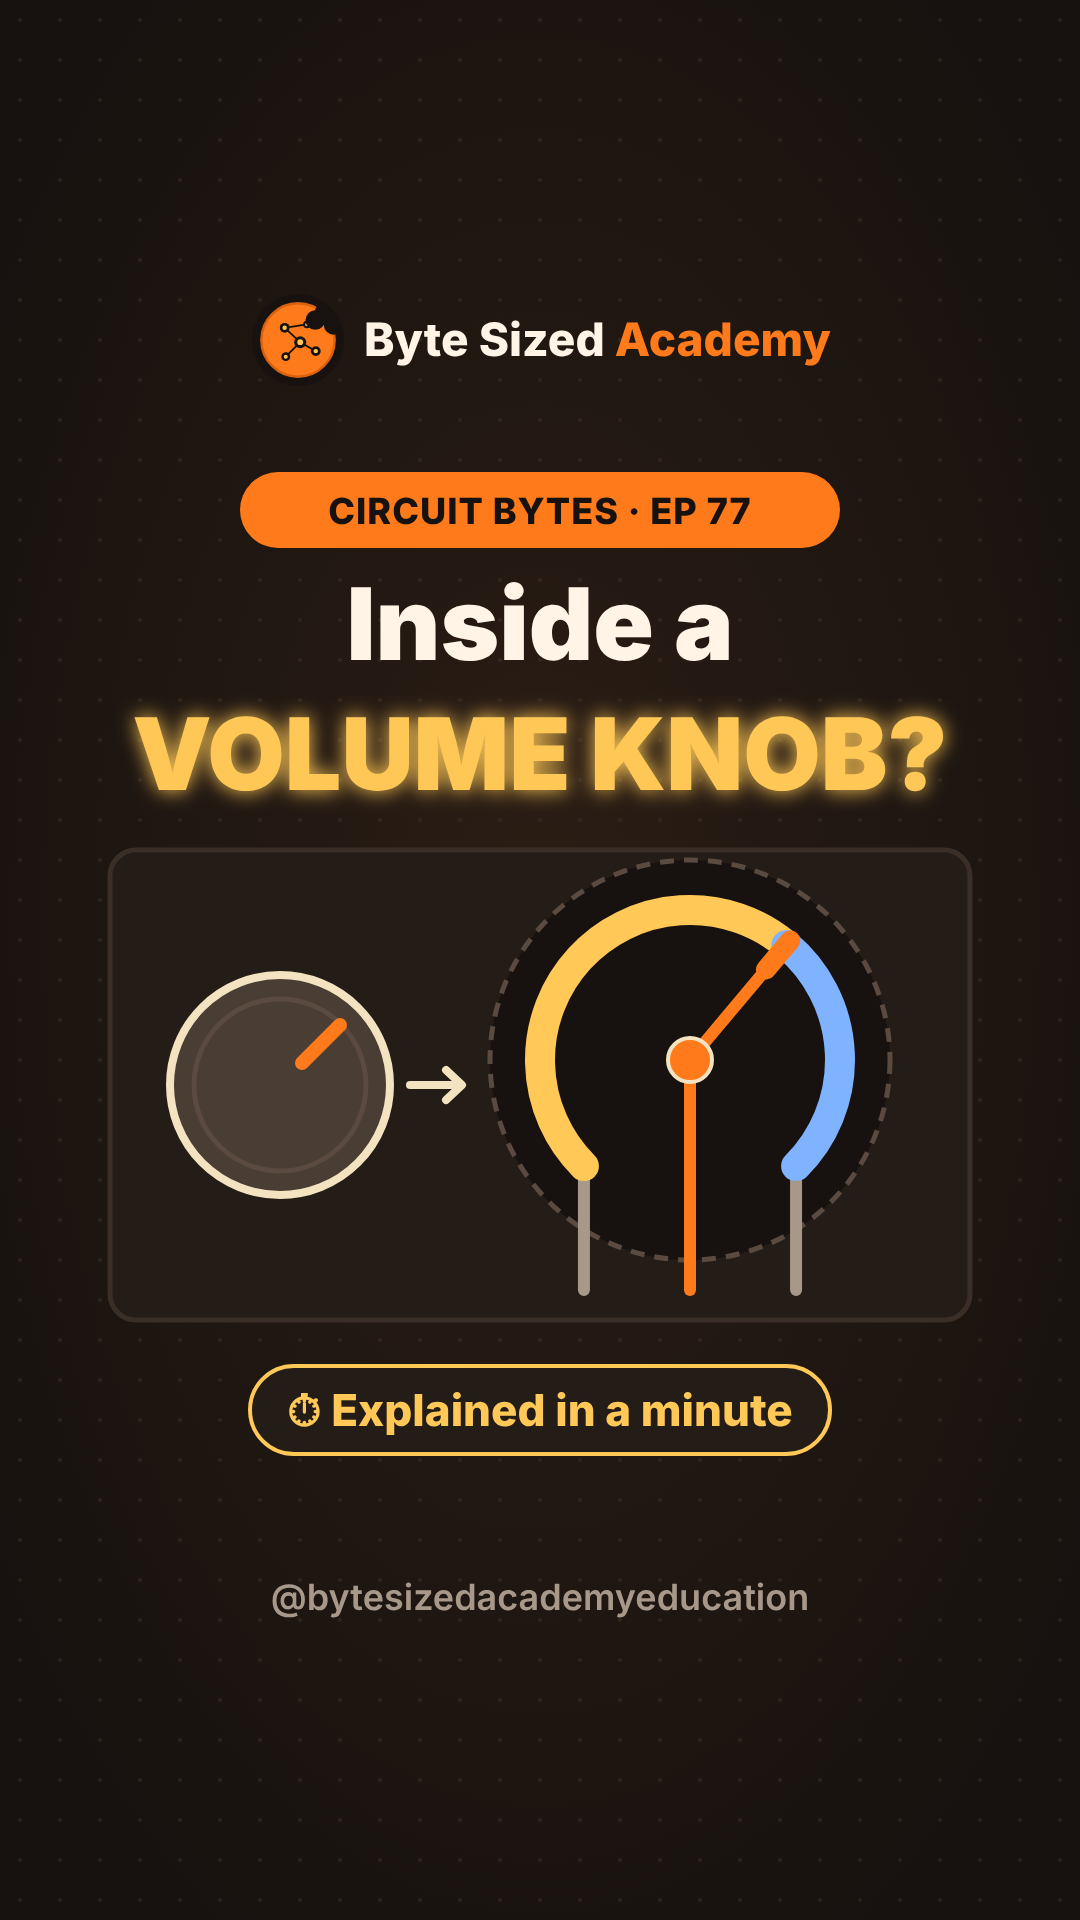 Byte Sized Academy
CIRCUIT BYTES · EP 77
Inside a
VOLUME KNOB?
⏱ Explained in a minute
@bytesizedacademyeducation